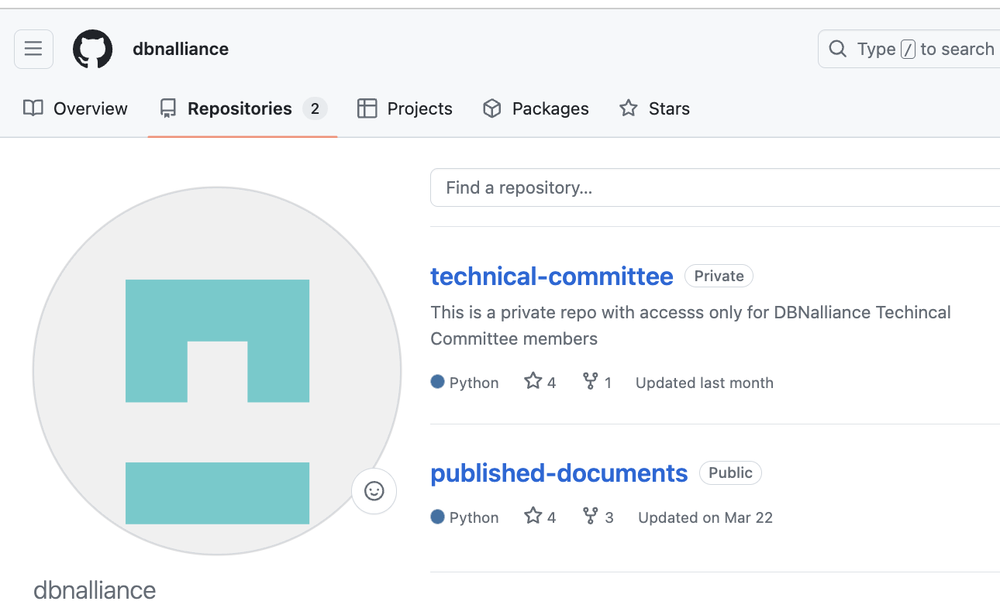 dbnalliance
Type / to search
Overview
Repositories 2
Projects
Packages
Stars
Find a repository...
technical-committee Private
This is a private repo with accesss only for DBNalliance Techincal
Committee members
Python 4 1 Updated last month
published-documents Public
Python 4 3 Updated on Mar 22
dbnalliance